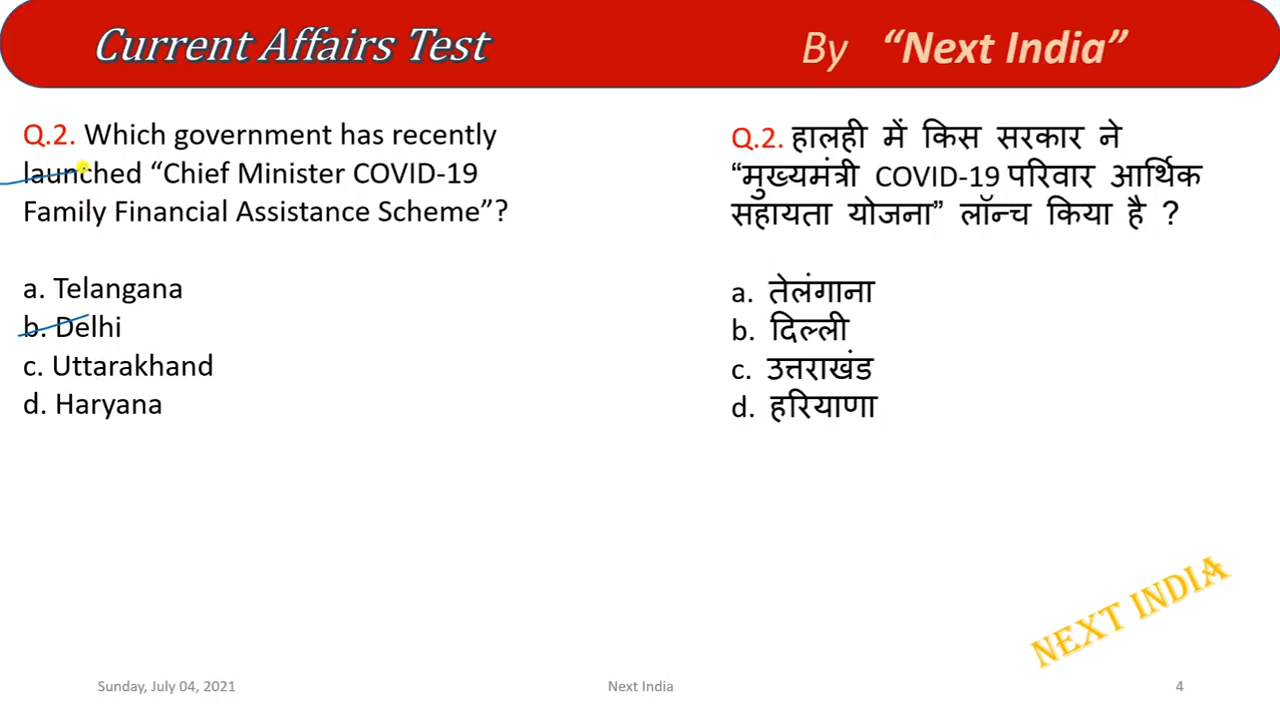 Current Affairs Test
By “Next India”
Q.2. Which government has recently
launched “Chief Minister COVID-19
Family Financial Assistance Scheme”?
a. Telangana
b. Delhi
c. Uttarakhand
d. Haryana
Q.2. हालही में किस सरकार ने
“मुख्यमंत्री COVID-19 परिवार आर्थिक
सहायता योजना” लॉन्च किया है ?
a. तेलंगाना
b. दिल्ली
c. उत्तराखंड
d. हरियाणा
NEXT INDIA
Sunday, July 04, 2021
Next India
4